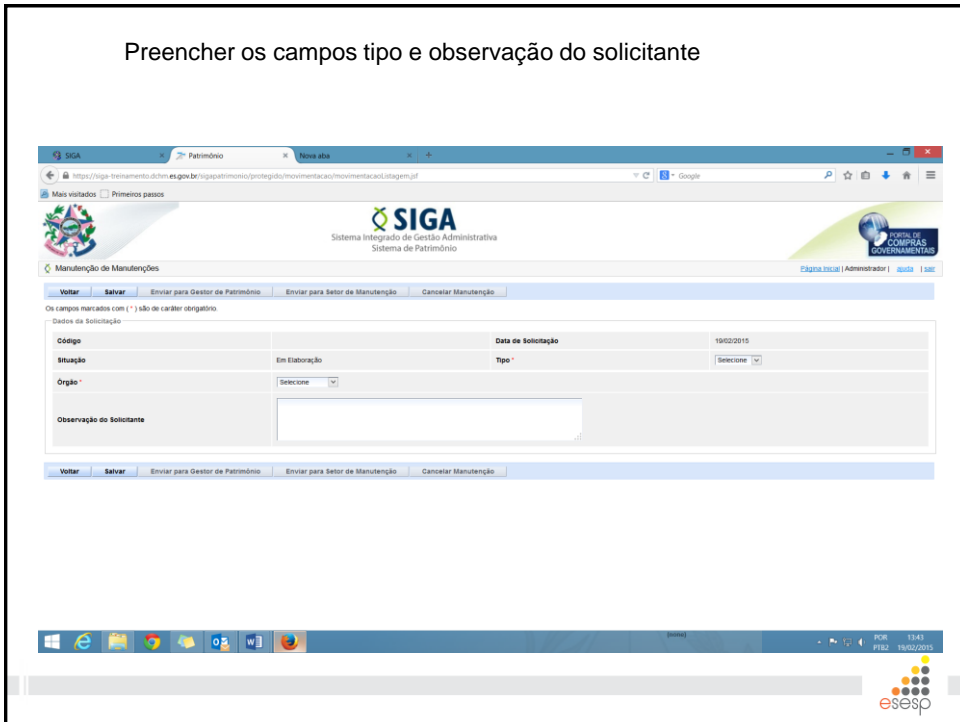 Preencher os campos tipo e observação do solicitante
SIGA × Patrimônio × Nova aba × +
https://siga-treinamento.dchm.es.gov.br/sigapatrimonio/protegido/movimentacao/movimentacaoListagem.jsf Google
Mais visitados Primeiros passos
SIGA
Sistema Integrado de Gestão Administrativa
Sistema de Patrimônio
PORTAL DE
COMPRAS
GOVERNAMENTAIS
Manutenção de Manutenções Página Inicial | Administrador | ajuda | sair
Voltar Salvar Enviar para Gestor de Patrimônio Enviar para Setor de Manutenção Cancelar Manutenção
Os campos marcados com ( * ) são de caráter obrigatório.
Dados da Solicitação
Código Data de Solicitação 19/02/2015
Situação Em Elaboração Tipo * Selecione
Órgão * Selecione
Observação do Solicitante
Voltar Salvar Enviar para Gestor de Patrimônio Enviar para Setor de Manutenção Cancelar Manutenção
POR 13:43
PTB2 19/02/2015
esesp